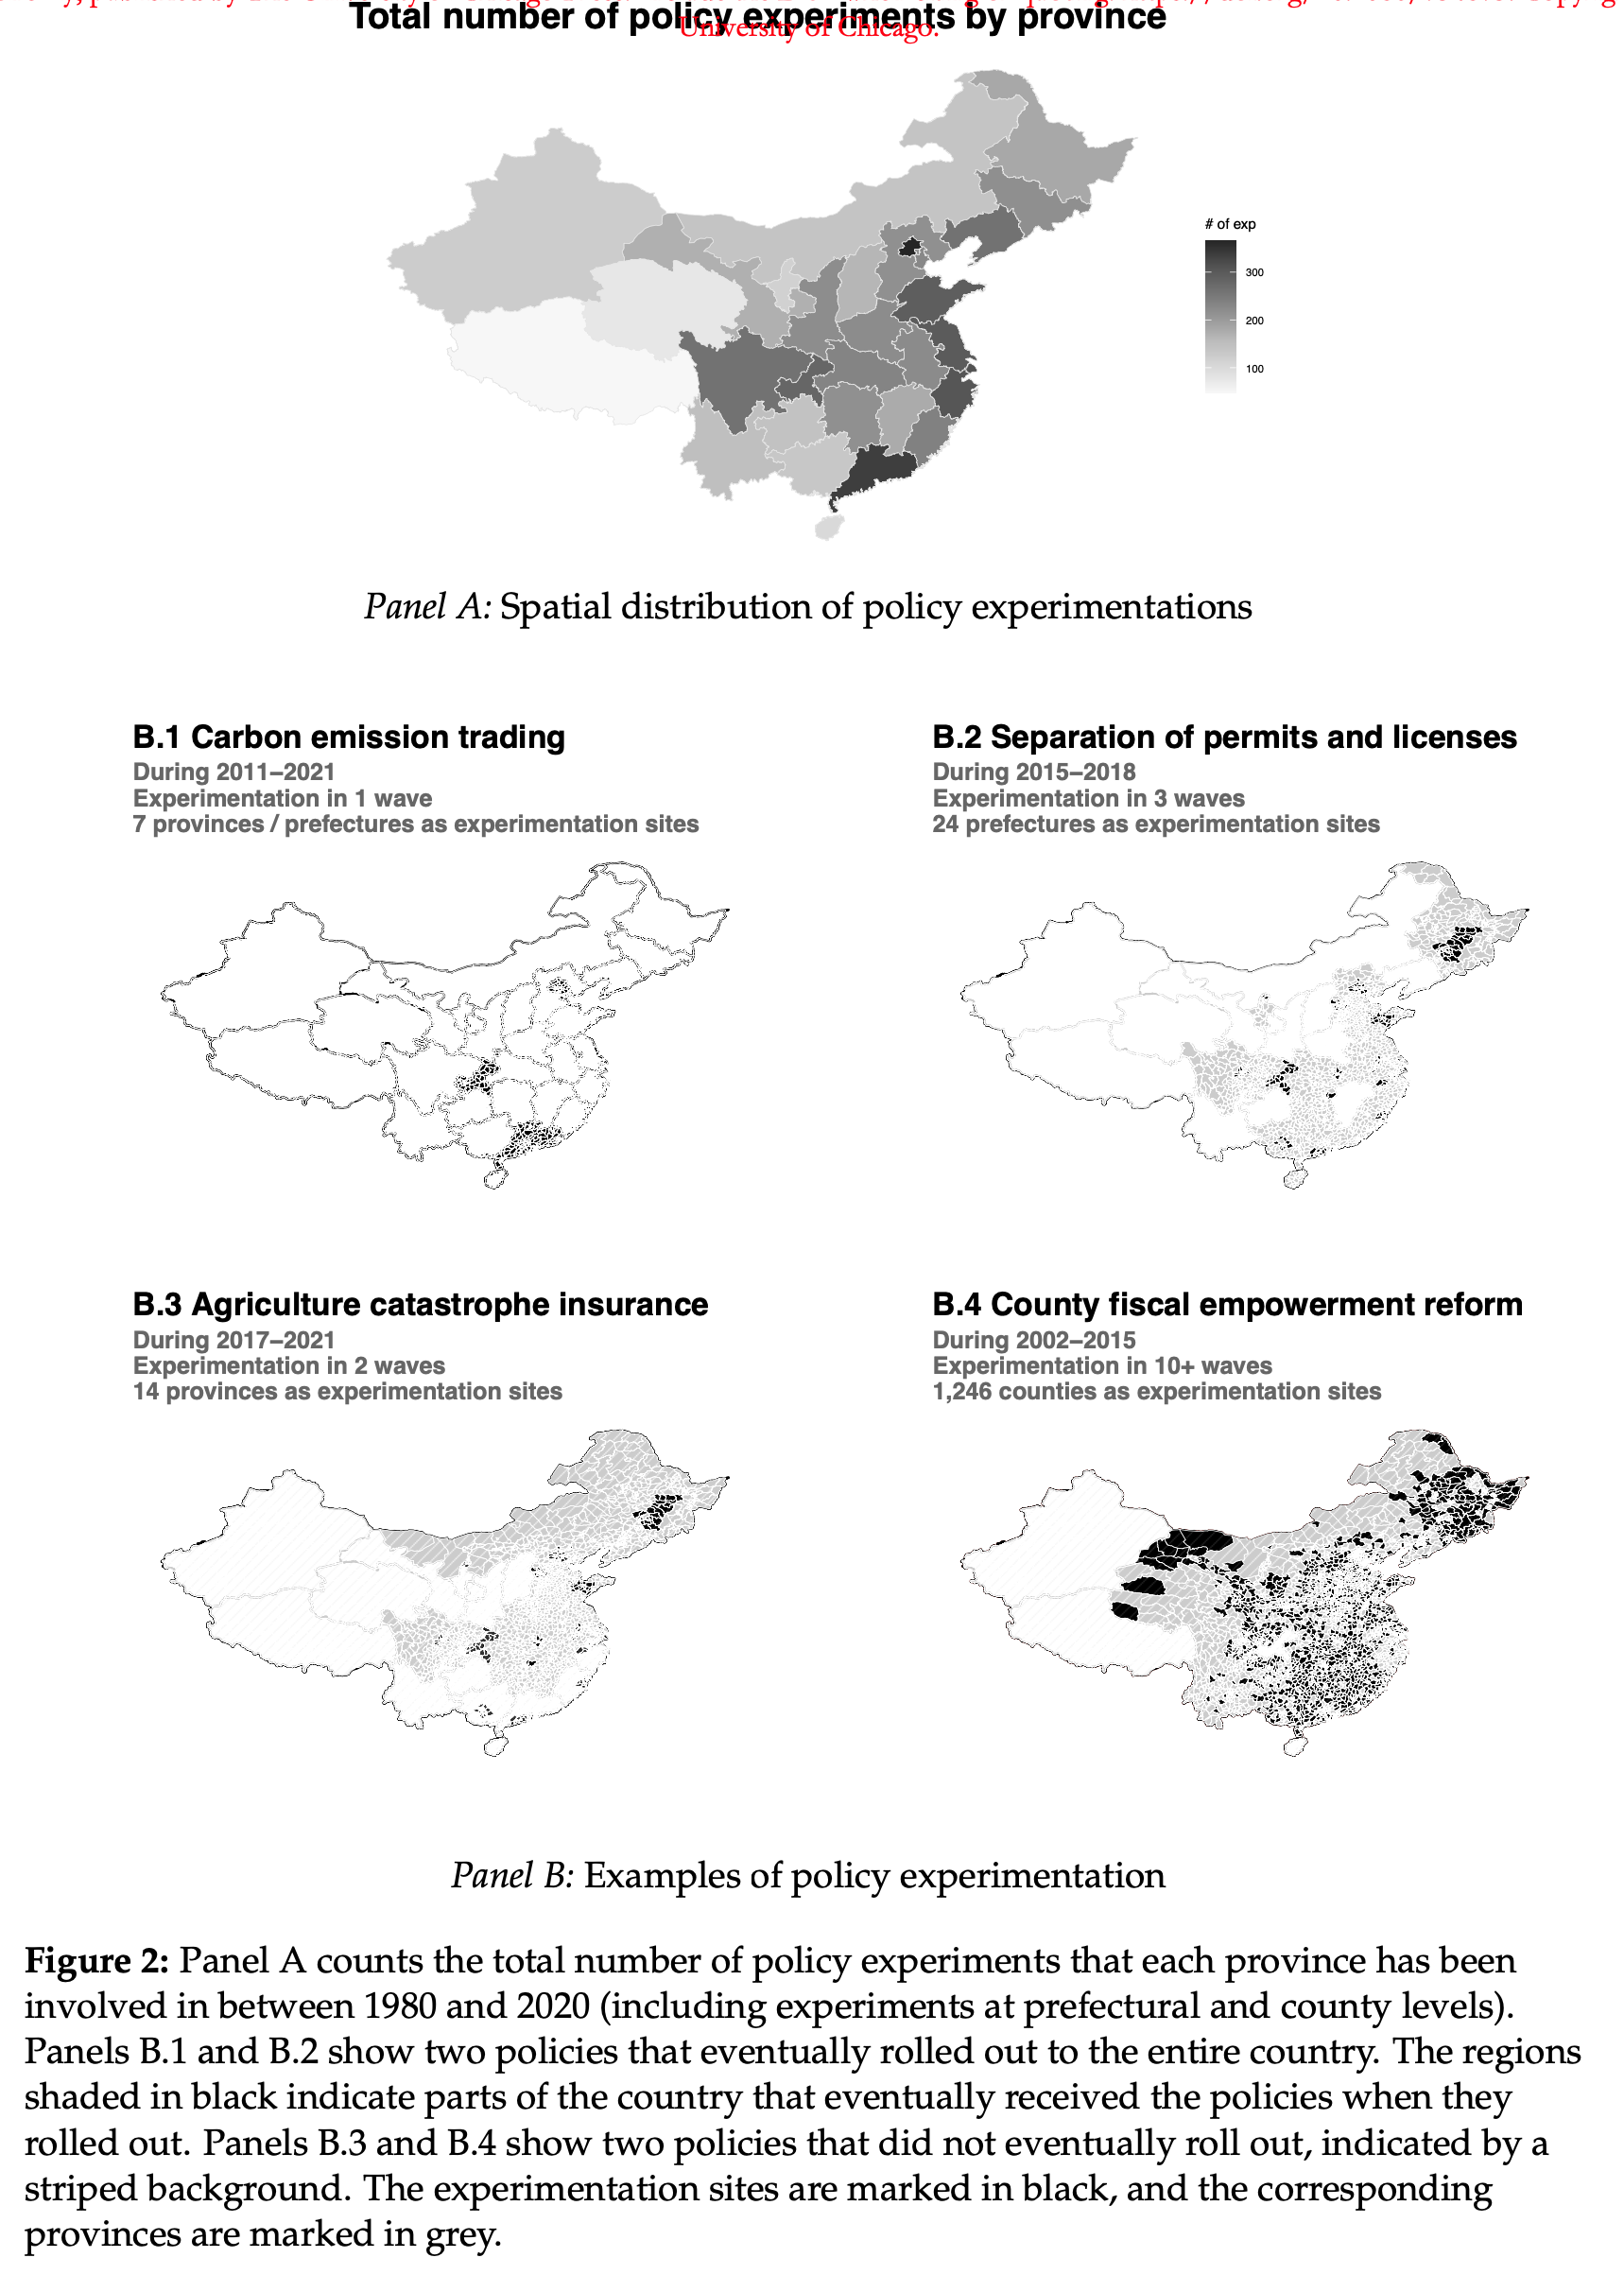 University of Chicago.
Total number of policy experiments by province
# of exp
300
200
100
Panel A: Spatial distribution of policy experimentations
B.1 Carbon emission trading
During 2011–2021
Experimentation in 1 wave
7 provinces / prefectures as experimentation sites
B.2 Separation of permits and licenses
During 2015–2018
Experimentation in 3 waves
24 prefectures as experimentation sites
B.3 Agriculture catastrophe insurance
During 2017–2021
Experimentation in 2 waves
14 provinces as experimentation sites
B.4 County fiscal empowerment reform
During 2002–2015
Experimentation in 10+ waves
1,246 counties as experimentation sites
Panel B: Examples of policy experimentation
Figure 2: Panel A counts the total number of policy experiments that each province has been
involved in between 1980 and 2020 (including experiments at prefectural and county levels).
Panels B.1 and B.2 show two policies that eventually rolled out to the entire country. The regions
shaded in black indicate parts of the country that eventually received the policies when they
rolled out. Panels B.3 and B.4 show two policies that did not eventually roll out, indicated by a
striped background. The experimentation sites are marked in black, and the corresponding
provinces are marked in grey.